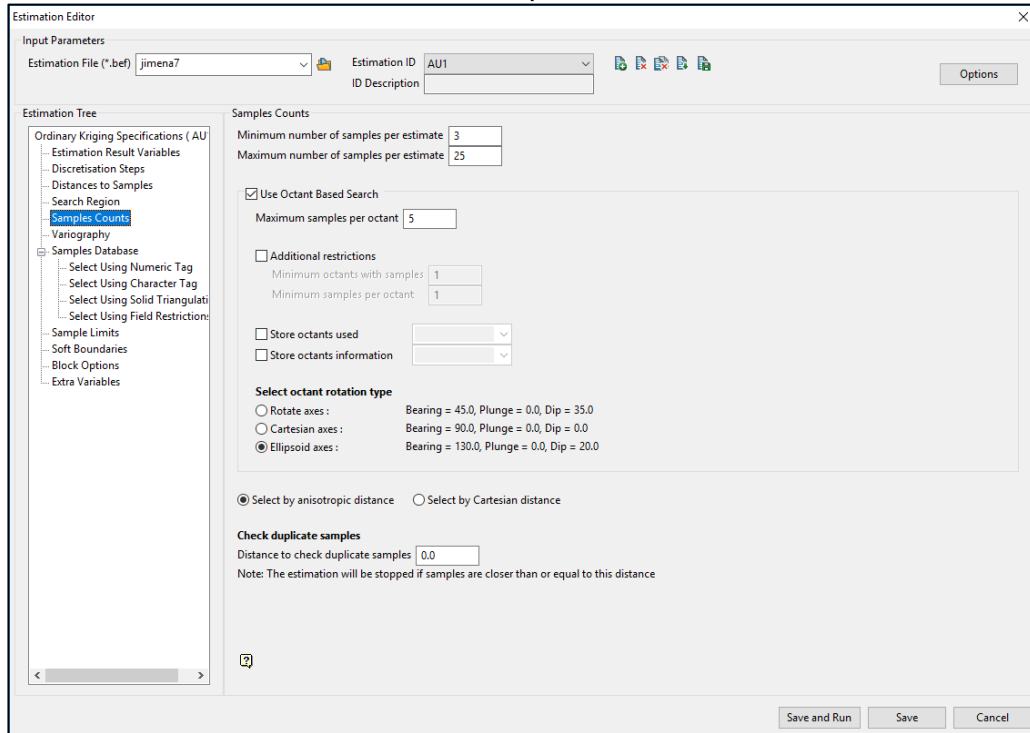 Estimation Editor
Input Parameters
Estimation File (*.bef) jimena7 Estimation ID AU1
ID Description
Options
Estimation Tree
Ordinary Kriging Specifications ( AU
Estimation Result Variables
Discretisation Steps
Distances to Samples
Search Region
Samples Counts
Variography
Samples Database
Select Using Numeric Tag
Select Using Character Tag
Select Using Solid Triangulati
Select Using Field Restriction
Sample Limits
Soft Boundaries
Block Options
Extra Variables
Samples Counts
Minimum number of samples per estimate 3
Maximum number of samples per estimate 25
Use Octant Based Search
Maximum samples per octant 5
Additional restrictions
Minimum octants with samples 1
Minimum samples per octant 1
Store octants used
Store octants information
Select octant rotation type
Rotate axes : Bearing = 45.0, Plunge = 0.0, Dip = 35.0
Cartesian axes : Bearing = 90.0, Plunge = 0.0, Dip = 0.0
Ellipsoid axes : Bearing = 130.0, Plunge = 0.0, Dip = 20.0
Select by anisotropic distance Select by Cartesian distance
Check duplicate samples
Distance to check duplicate samples 0.0
Note: The estimation will be stopped if samples are closer than or equal to this distance
?
Save and Run Save Cancel